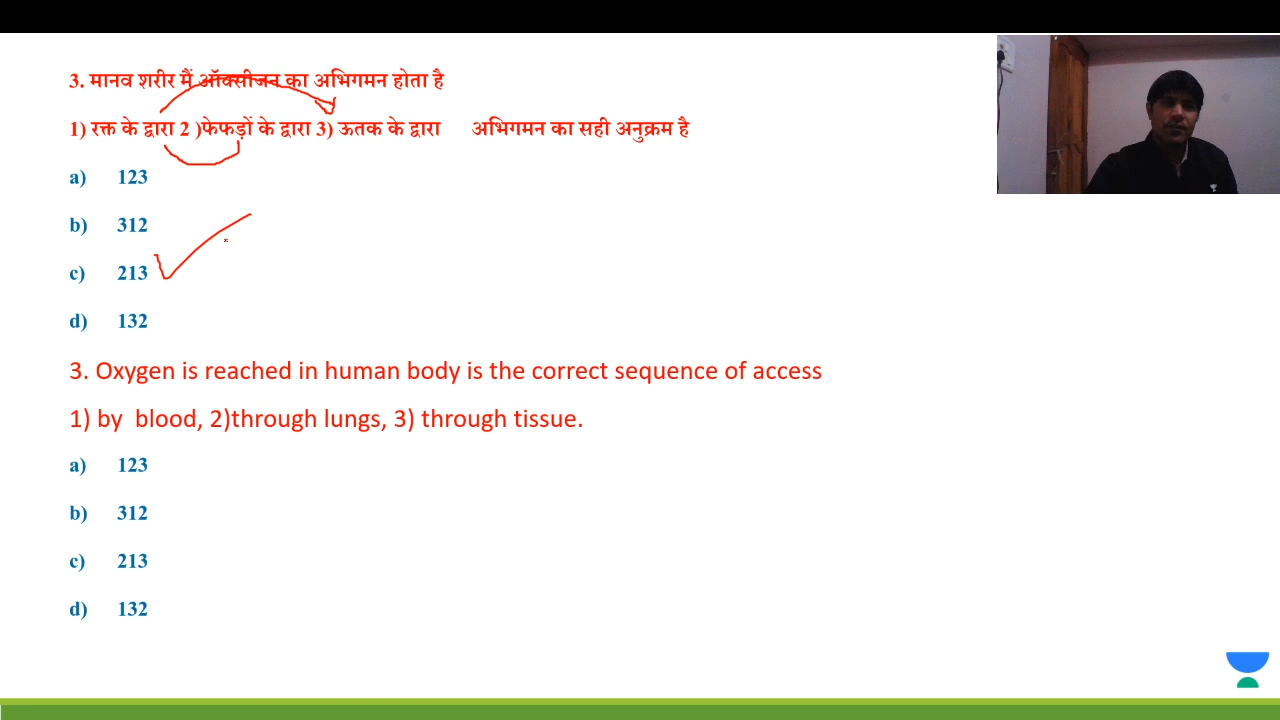 3. मानव शरीर मैं ऑक्सीजन का अभिगमन होता है
1) रक्त के द्वारा 2 )फेफड़ों के द्वारा 3) ऊतक के द्वारा अभिगमन का सही अनुक्रम है
a) 123
b) 312
c) 213
d) 132
3. Oxygen is reached in human body is the correct sequence of access
1) by blood, 2)through lungs, 3) through tissue.
a) 123
b) 312
c) 213
d) 132